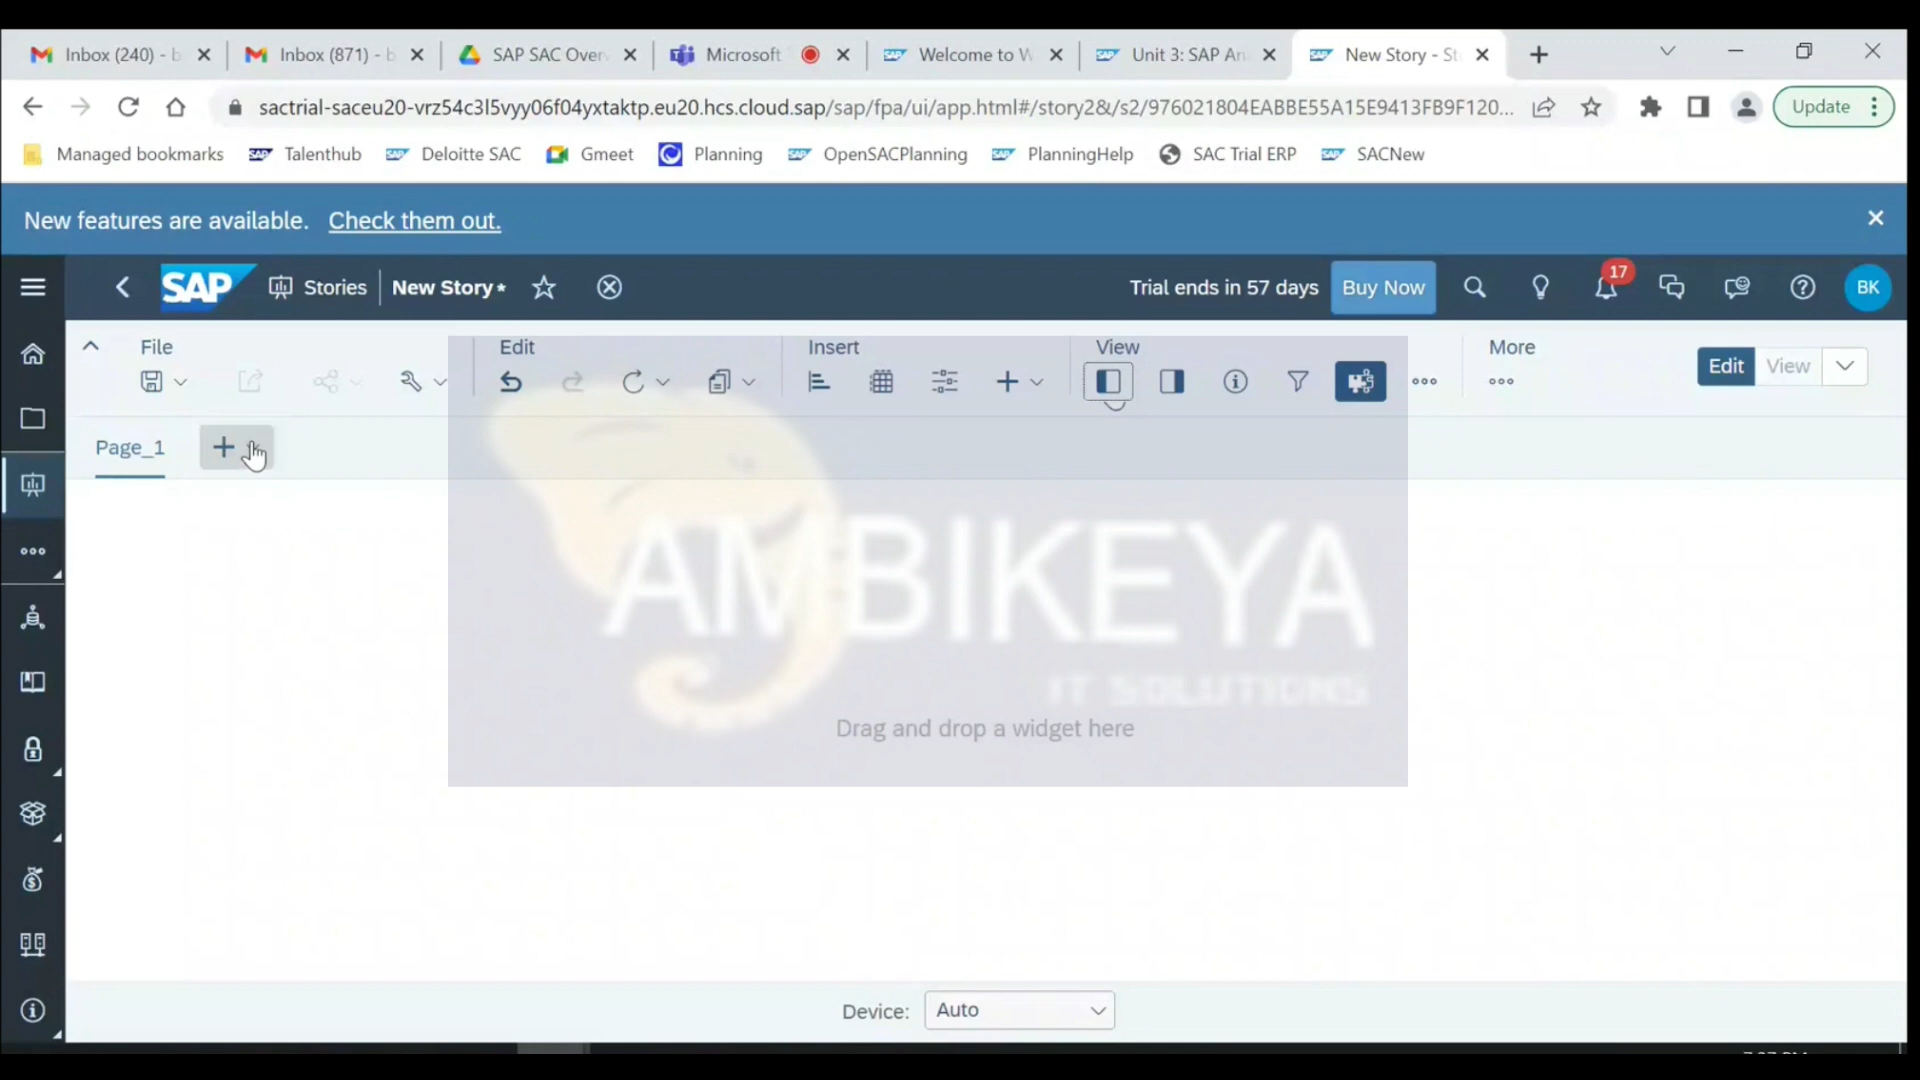 Inbox (240) - b
Inbox (871) - b
SAP SAC Over
Microsoft
Welcome to W
Unit 3: SAP An
New Story - St
sactrial-saceu20-vrz54c3l5vyy06f04yxtaktp.eu20.hcs.cloud.sap/sap/fpa/ui/app.html#/story2&/s2/976021804EABBE55A15E9413FB9F120...
Update
Managed bookmarks
Talenthub
Deloitte SAC
Gmeet
Planning
OpenSACPlanning
PlanningHelp
SAC Trial ERP
SACNew
New features are available. Check them out.
SAP
Stories
New Story*
Trial ends in 57 days
Buy Now
17
BK
File
Edit
Insert
View
More
Edit
View
Page_1
AMBIKEYA
IT SOLUTIONS
Drag and drop a widget here
Device:
Auto